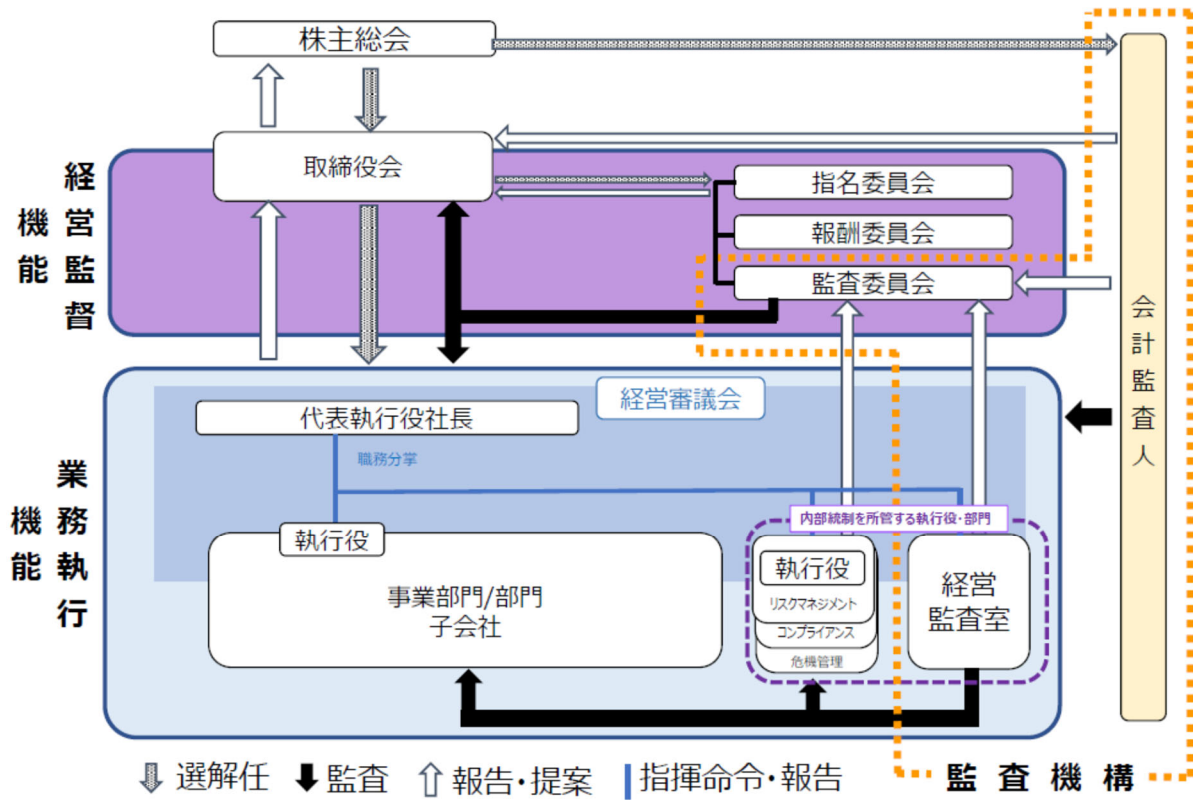 株主総会
取締役会
経営監督
機能
指名委員会
報酬委員会
監査委員会
会計監査人
経営審議会
代表執行役社長
職務分掌
業務執行
機能
内部統制を所管する執行役・部門
執行役
事業部門/部門
子会社
執行役
リスクマネジメント
コンプライアンス
危機管理
経営
監査室
選解任
監査
報告・提案
指揮命令・報告
監査機構